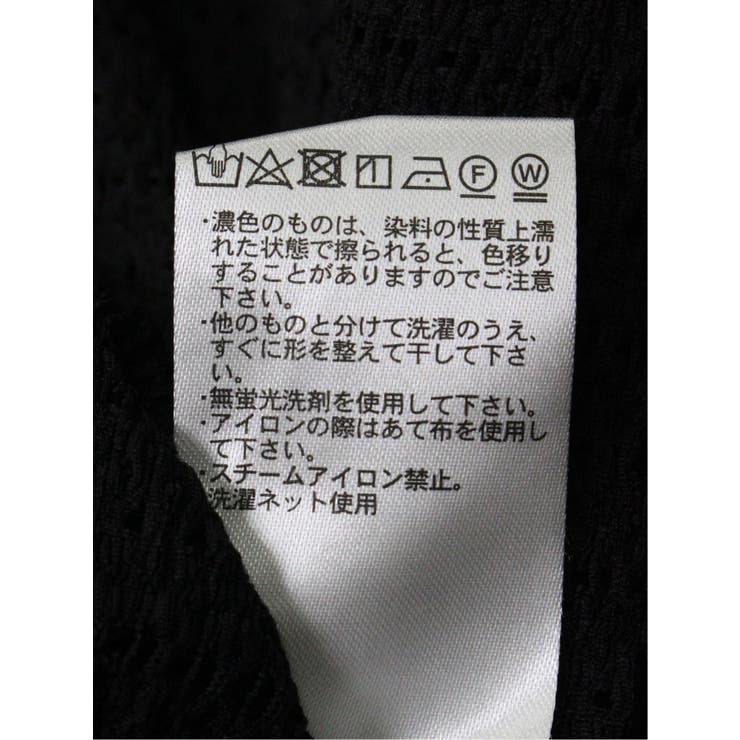 F W
・濃色のものは、染料の性質上濡
れた状態で擦られると、色移り
することがありますのでご注意
下さい。
・他のものと分けて洗濯のうえ、
すぐに形を整えて干して下さ
い。
・無蛍光洗剤を使用して下さい。
・アイロンの際はあて布を使用し
て下さい。
・スチームアイロン禁止。
・洗濯ネット使用